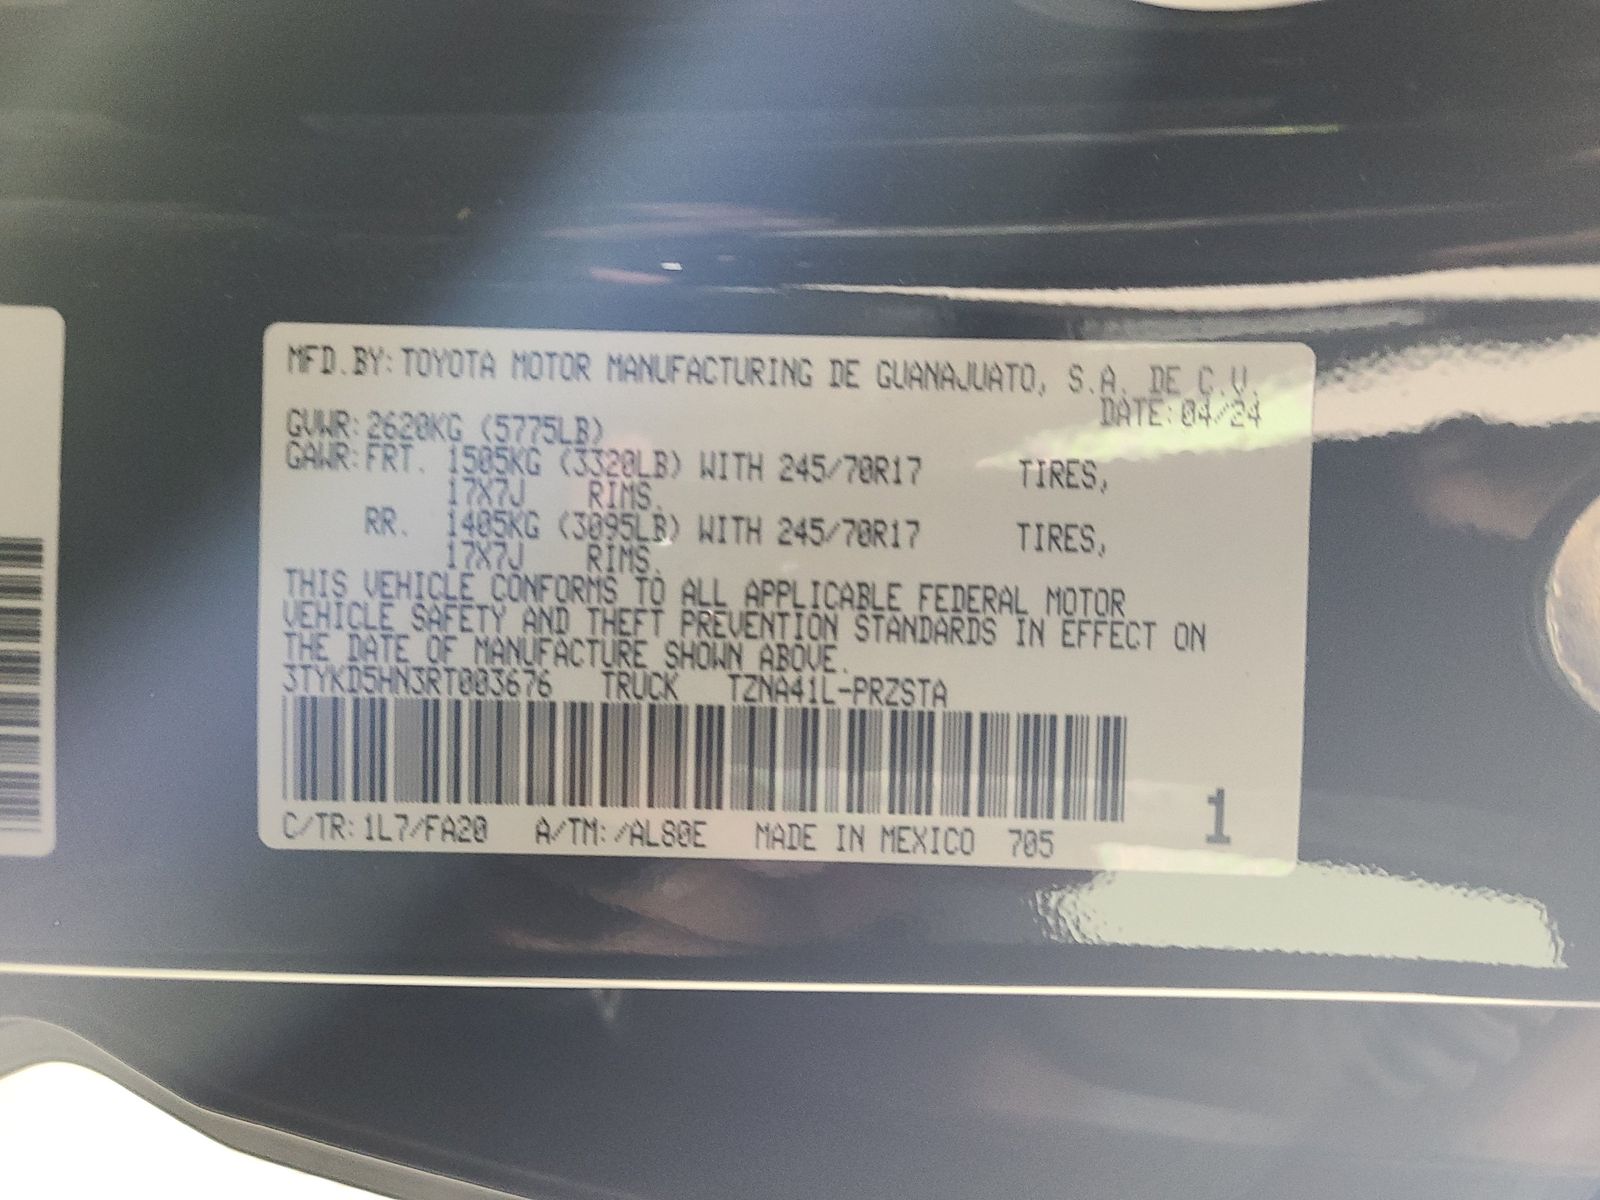 MFD.BY: TOYOTA MOTOR MANUFACTURING DE GUANAJUATO, S.A. DE C.V.
DATE: 04/24
GVWR: 2620KG (5775LB)
GAWR: FRT. 1505KG (3320LB) WITH 245/70R17 TIRES,
17X7J RIMS.
RR. 1405KG (3095LB) WITH 245/70R17 TIRES,
17X7J RIMS.
THIS VEHICLE CONFORMS TO ALL APPLICABLE FEDERAL MOTOR
VEHICLE SAFETY AND THEFT PREVENTION STANDARDS IN EFFECT ON
THE DATE OF MANUFACTURE SHOWN ABOVE.
3TYKD5HN3RT003676 TRUCK TZNA41L-PRZSTA
C/TR: 1L7/FA20 A/TM: /AL80E MADE IN MEXICO 705
1